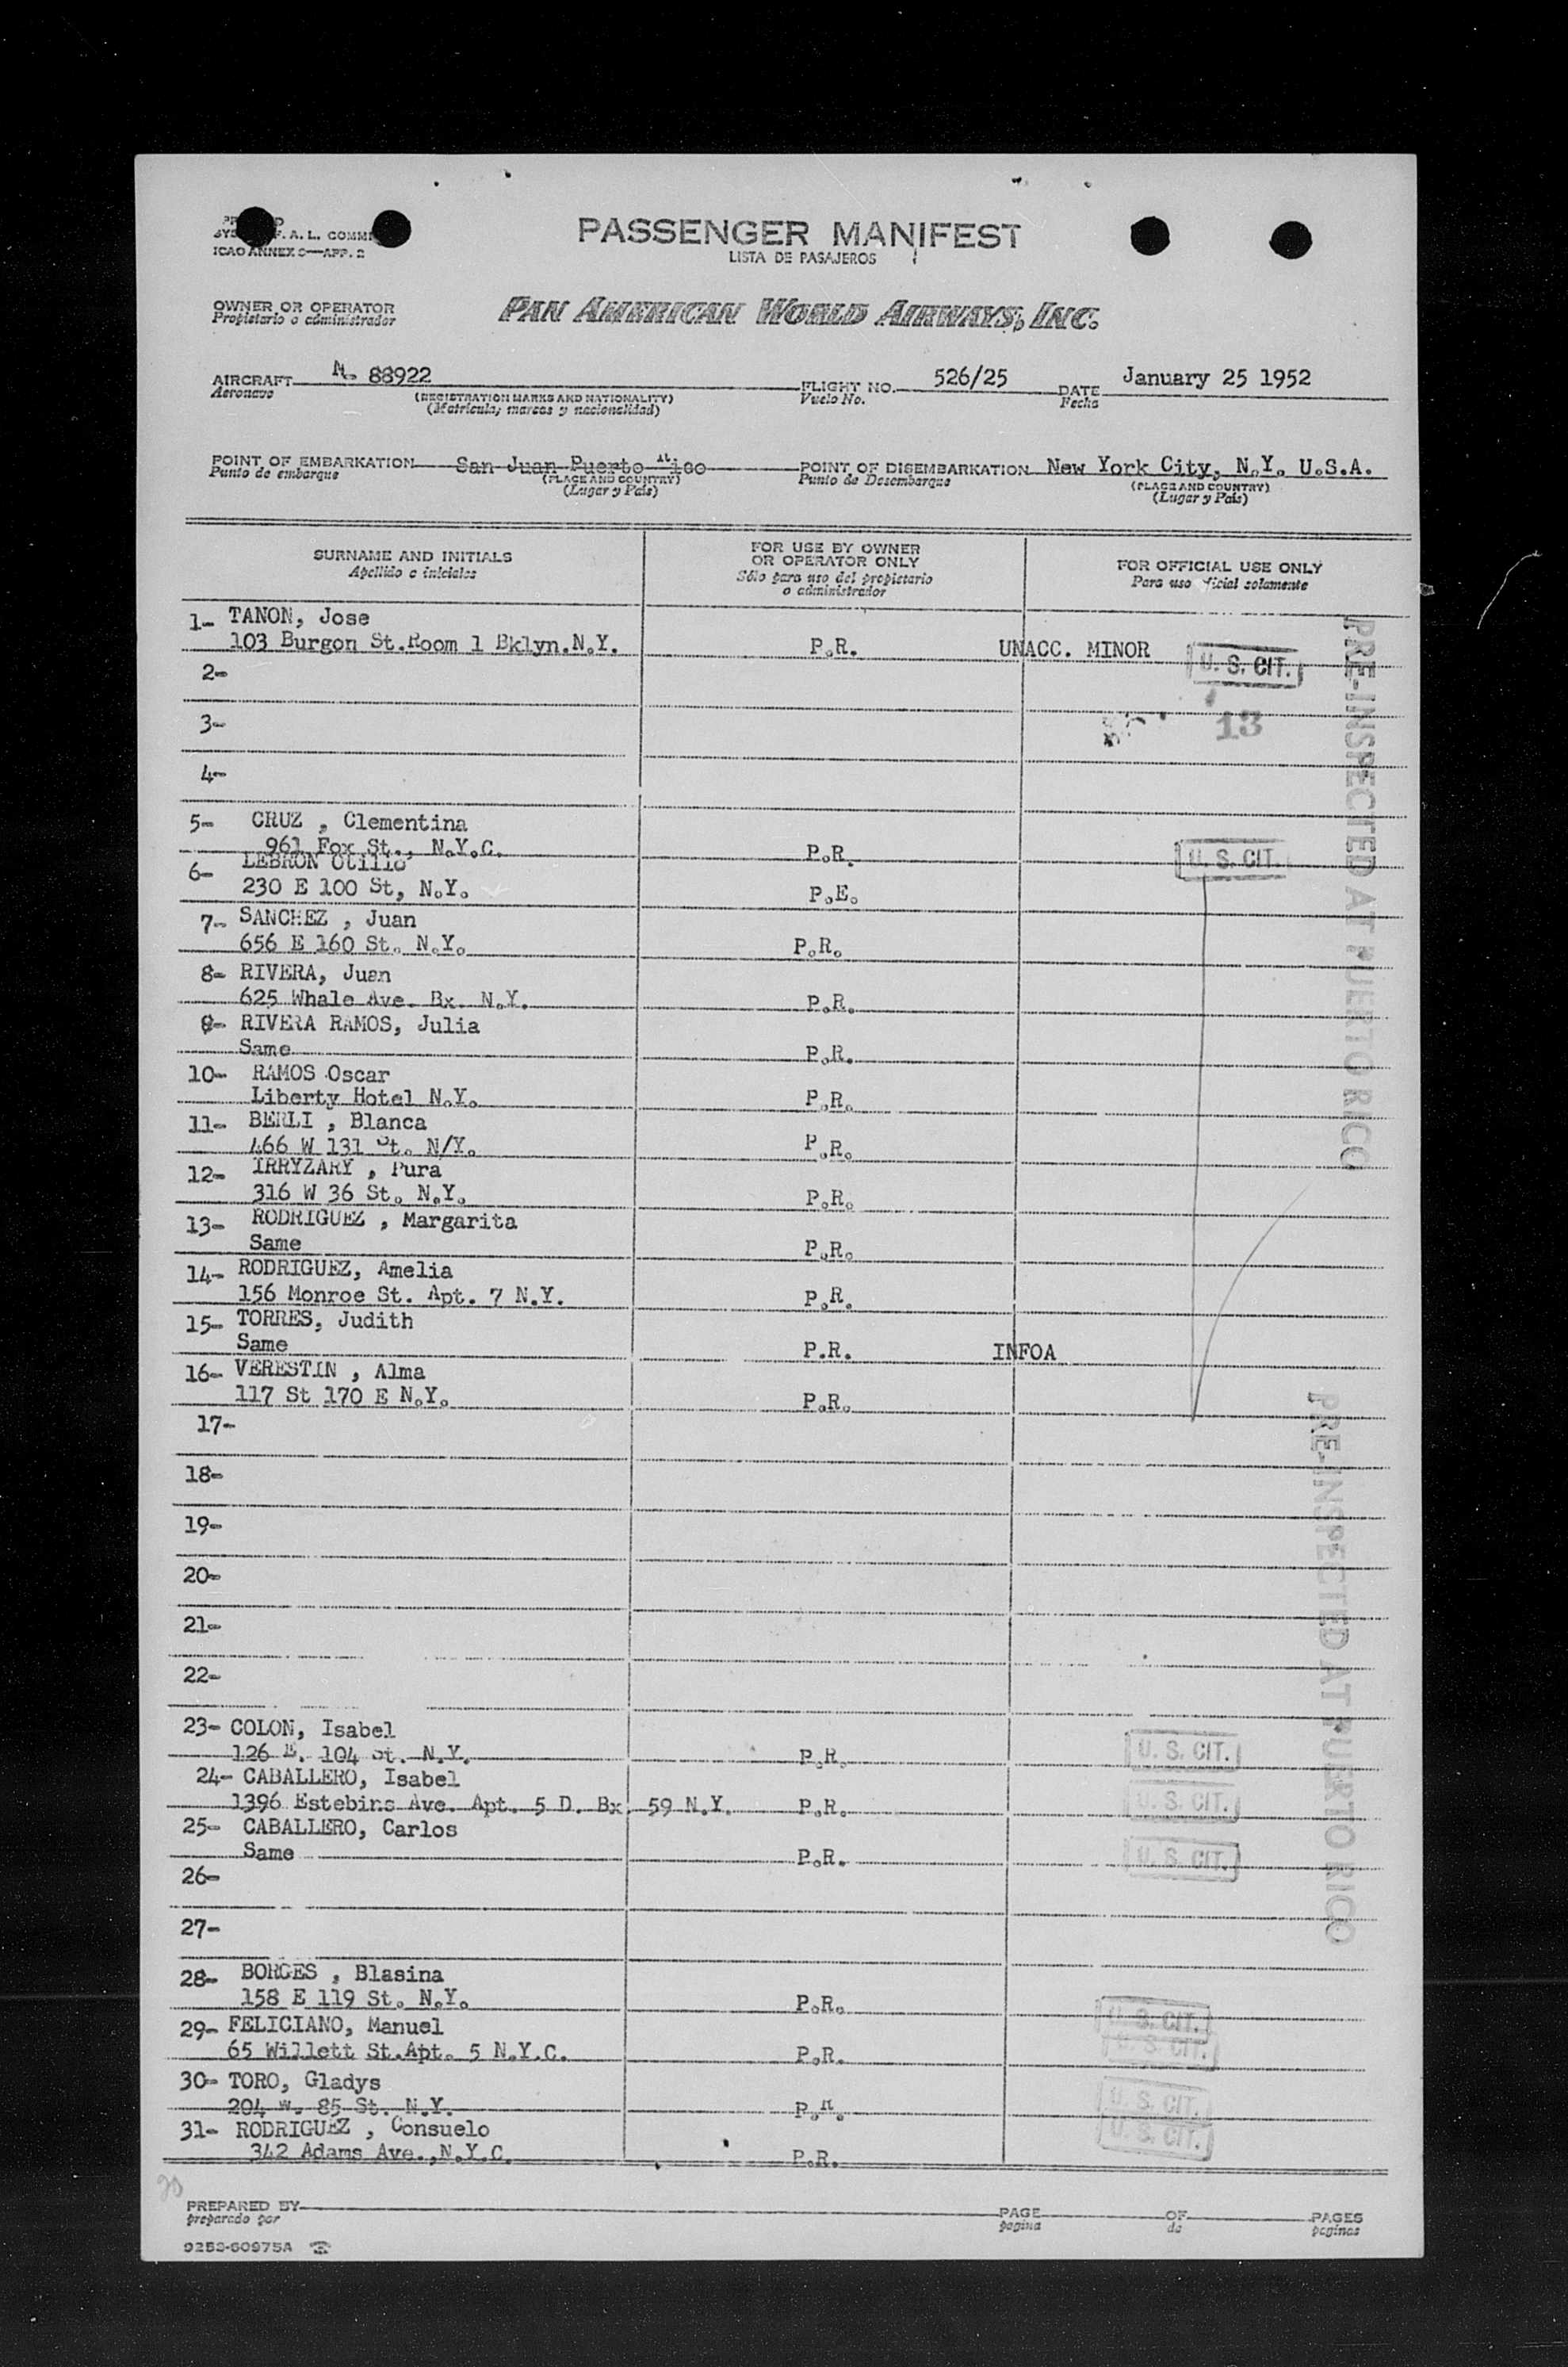 PASSENGER MANIFEST
LISTA DE PASAJEROS
F. A. L.
ICAO ANNEX 9—APP. 2
OWNER OR OPERATOR
Propietario o administrador
PAN AMERICAN WORLD AIRWAYS, INC.
AIRCRAFT N. 88922 FLIGHT NO. 526/25 DATE January 25 1952
Aeronave (REGISTRATION MARKS AND NATIONALITY) Vuelo No. Fecha
(Matricula; marcas y nacionalidad)
POINT OF EMBARKATION San Juan Puerto Rico POINT OF DISEMBARKATION New York City, N.Y. U.S.A.
Punto de embarque (PLACE AND COUNTRY) Punto de Desembarque (PLACE AND COUNTRY)
(Lugar y País) (Lugar y País)
SURNAME AND INITIALS
Apellido e iniciales
FOR USE BY OWNER
OR OPERATOR ONLY
Sólo para uso del propietario
o administrador
FOR OFFICIAL USE ONLY
Para uso oficial solamente
1- TANON, Jose
103 Burgon St.Room 1 Bklyn.N.Y. P.R. UNACC. MINOR U. S. CIT.
2-
3- 13
4-
5- CRUZ , Clementina
961 Fox St., N.Y.C. P.R. U. S. CIT.
6- LEBRON Otilio
230 E 100 St, N.Y. P.E.
7- SANCHEZ , Juan
656 E 160 St. N.Y. P.R.
8- RIVERA, Juan
625 Whale Ave. Bx. N.Y. P.R.
9- RIVERA RAMOS, Julia
Same P.R.
10- RAMOS Oscar
Liberty Hotel N.Y. P.R.
11- BERLI , Blanca
466 W 131 St. N/Y. P.R.
12- IRRYZARY , Pura
316 W 36 St. N.Y. P.R.
13- RODRIGUEZ , Margarita
Same P.R.
14- RODRIGUEZ, Amelia
156 Monroe St. Apt. 7 N.Y. P.R.
15- TORRES, Judith
Same P.R. INFOA
16- VERESTIN , Alma
117 St 170 E N.Y. P.R.
17-
18-
19-
20-
21-
22-
23- COLON, Isabel
126 E. 104 St. N.Y. P.R. U. S. CIT.
24- CABALLERO, Isabel
1396 Estebins Ave. Apt. 5 D. Bx. 59 N.Y. P.R. U. S. CIT.
25- CABALLERO, Carlos
Same P.R. U. S. CIT.
26-
27-
28- BORGES , Blasina
158 E 119 St. N.Y. P.R. U. S. CIT.
29- FELICIANO, Manuel
65 Willett St.Apt. 5 N.Y.C. P.R. U. S. CIT.
30- TORO, Gladys
204 W. 85 St. N.Y. P.R. U. S. CIT.
31- RODRIGUEZ , Consuelo
342 Adams Ave.,N.Y.C. P.R. U. S. CIT.
PRE-INSPECTED AT PUERTO RICO
PRE-INSPECTED AT PUERTO RICO
PREPARED BY PAGE OF PAGES
preparado por pagina de paginas
9253-60975A